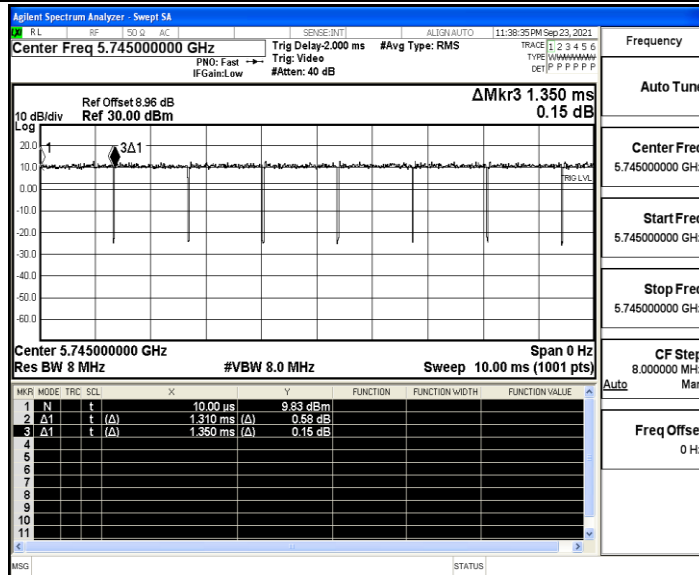 Agilent Spectrum Analyzer - Swept SA
RL RF 50 Ω AC SENSE:INT ALIGN AUTO 11:38:35 PM Sep 23, 2021
Center Freq 5.745000000 GHz
PNO: Fast
IFGain:Low
Trig Delay-2.000 ms
Trig: Video
#Atten: 40 dB
#Avg Type: RMS
TRACE 1 2 3 4 5 6
TYPE WWWWWW
DET P P P P P P
Ref Offset 8.96 dB
10 dB/div Ref 30.00 dBm
Log
ΔMkr3 1.350 ms
0.15 dB
1 3Δ1
TRIG LVL
20.0
10.0
0.00
-10.0
-20.0
-30.0
-40.0
-50.0
-60.0
Center 5.745000000 GHz Span 0 Hz
Res BW 8 MHz #VBW 8.0 MHz Sweep 10.00 ms (1001 pts)
MKR MODE TRC SCL X Y FUNCTION FUNCTION WIDTH FUNCTION VALUE
1 N t 10.00 µs 9.83 dBm
2 Δ1 t (Δ) 1.310 ms (Δ) 0.58 dB
3 Δ1 t (Δ) 1.350 ms (Δ) 0.15 dB
4
5
6
7
8
9
10
11
MSG STATUS
Frequency
Auto Tune
Center Freq
5.745000000 GHz
Start Freq
5.745000000 GHz
Stop Freq
5.745000000 GHz
CF Step
8.000000 MHz
Auto Man
Freq Offset
0 Hz